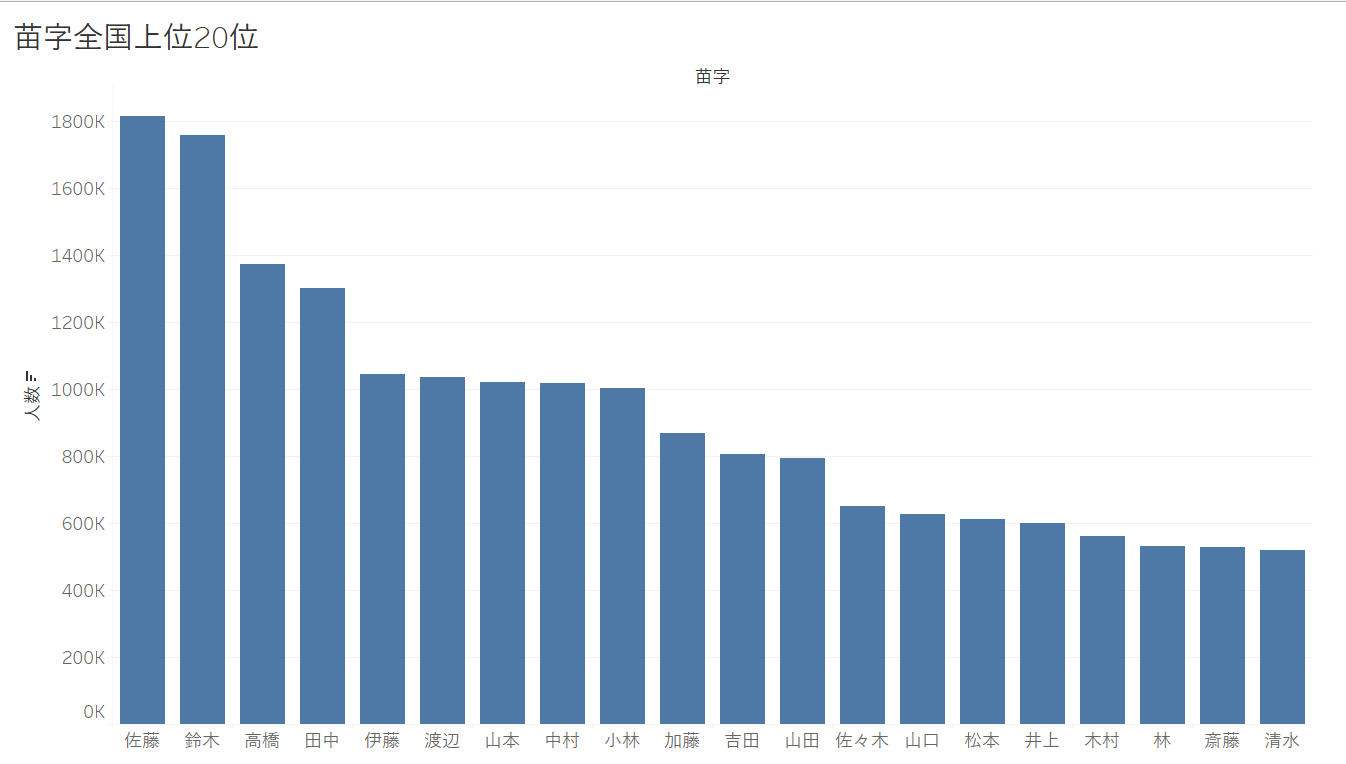 苗字全国上位20位
苗字
1800K
1600K
1400K
1200K
1000K
800K
600K
400K
200K
0K
人数
佐藤 鈴木 高橋 田中 伊藤 渡辺 山本 中村 小林 加藤 吉田 山田 佐々木 山口 松本 井上 木村 林 斎藤 清水